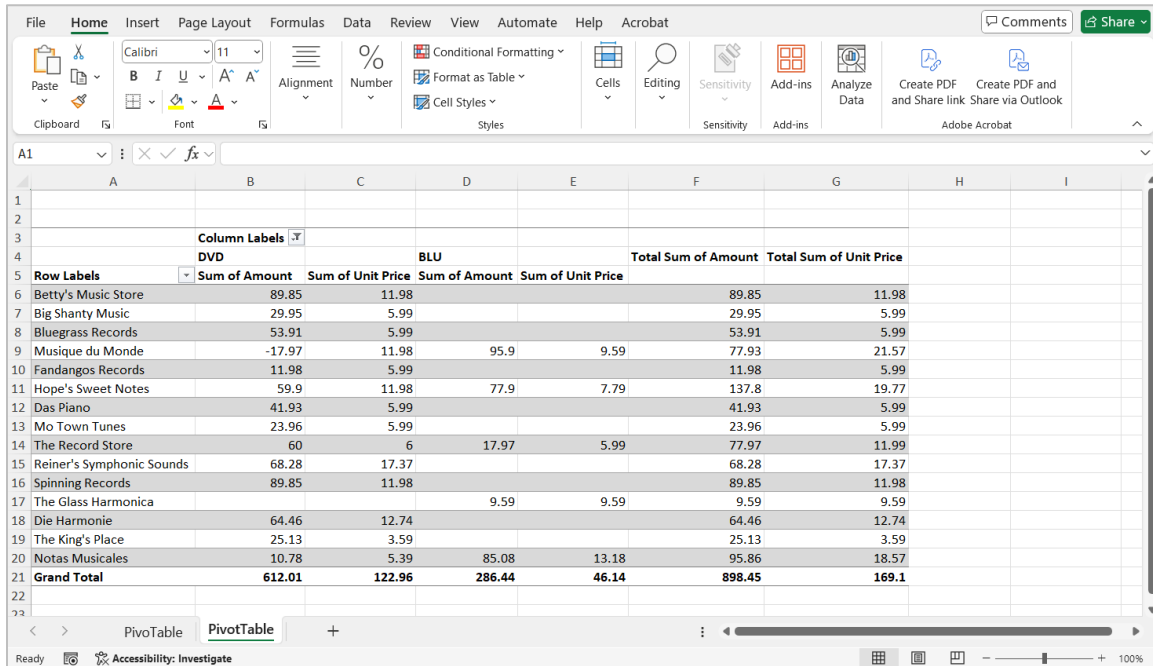 File Home Insert Page Layout Formulas Data Review View Automate Help Acrobat Comments Share
Paste
Clipboard
Calibri 11
B I U A^ A˅
A
Font
Alignment
%
Number
Conditional Formatting
Format as Table
Cell Styles
Styles
Cells
Editing
Sensitivity
Sensitivity
Add-ins
Add-ins
Analyze
Data
Create PDF
and Share link
Create PDF and
Share via Outlook
Adobe Acrobat
A1 fx
A B C D E F G H I
1
2
3 Column Labels
4 DVD BLU Total Sum of Amount Total Sum of Unit Price
5 Row Labels Sum of Amount Sum of Unit Price Sum of Amount Sum of Unit Price
6 Betty's Music Store 89.85 11.98 89.85 11.98
7 Big Shanty Music 29.95 5.99 29.95 5.99
8 Bluegrass Records 53.91 5.99 53.91 5.99
9 Musique du Monde -17.97 11.98 95.9 9.59 77.93 21.57
10 Fandangos Records 11.98 5.99 11.98 5.99
11 Hope's Sweet Notes 59.9 11.98 77.9 7.79 137.8 19.77
12 Das Piano 41.93 5.99 41.93 5.99
13 Mo Town Tunes 23.96 5.99 23.96 5.99
14 The Record Store 60 6 17.97 5.99 77.97 11.99
15 Reiner's Symphonic Sounds 68.28 17.37 68.28 17.37
16 Spinning Records 89.85 11.98 89.85 11.98
17 The Glass Harmonica 9.59 9.59 9.59 9.59
18 Die Harmonie 64.46 12.74 64.46 12.74
19 The King's Place 25.13 3.59 25.13 3.59
20 Notas Musicales 10.78 5.39 85.08 13.18 95.86 18.57
21 Grand Total 612.01 122.96 286.44 46.14 898.45 169.1
22
23
PivoTable PivotTable +
Ready Accessibility: Investigate 100%